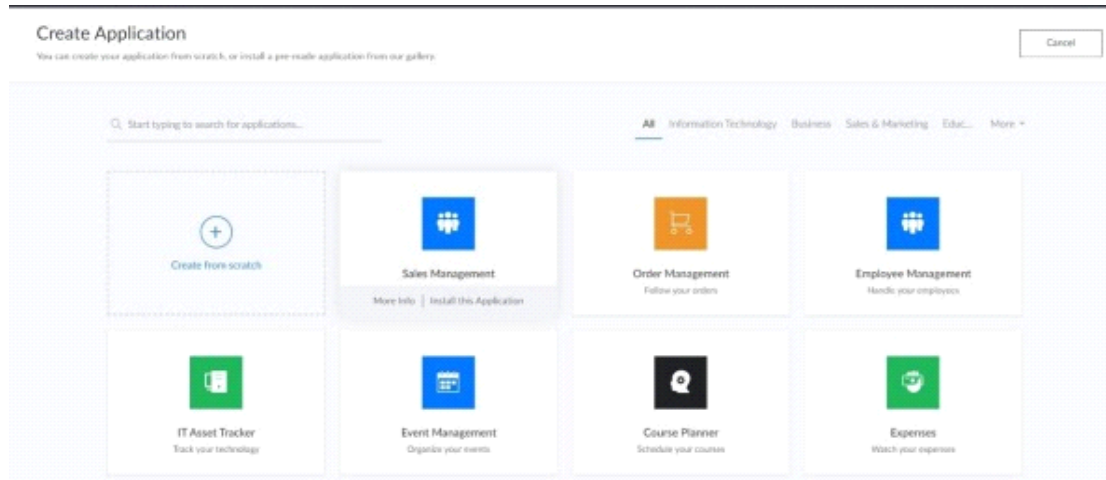 Create Application
You can create your application from scratch, or install a pre-made application from our gallery.
Cancel
Start typing to search for applications...
All Information Technology Business Sales & Marketing Educ... More
Create from scratch
Sales Management
More Info | Install this Application
Order Management
Follow your orders
Employee Management
Handle your employees
IT Asset Tracker
Track your technology
Event Management
Organize your events
Course Planner
Schedule your courses
Expenses
Watch your expenses